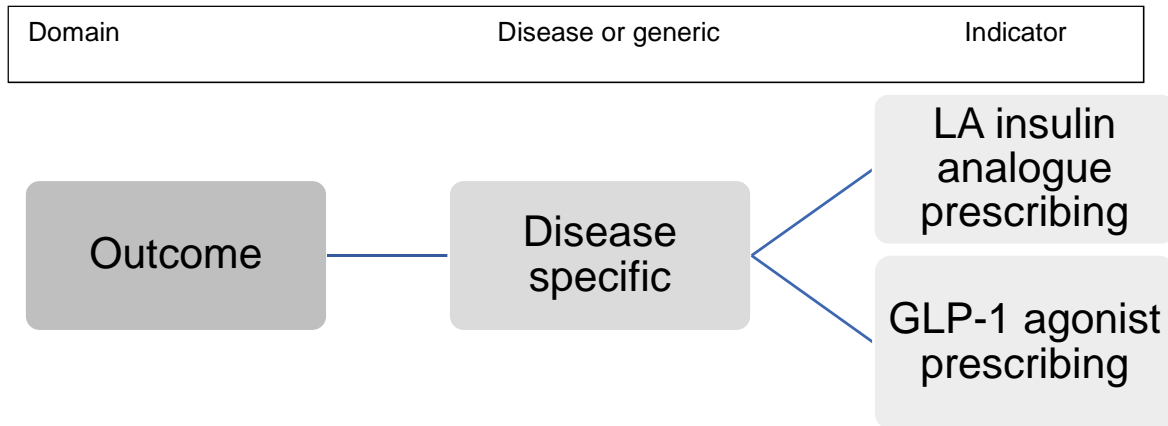 Domain Disease or generic Indicator
LA insulin
analogue
prescribing
Outcome
Disease
specific
GLP-1 agonist
prescribing